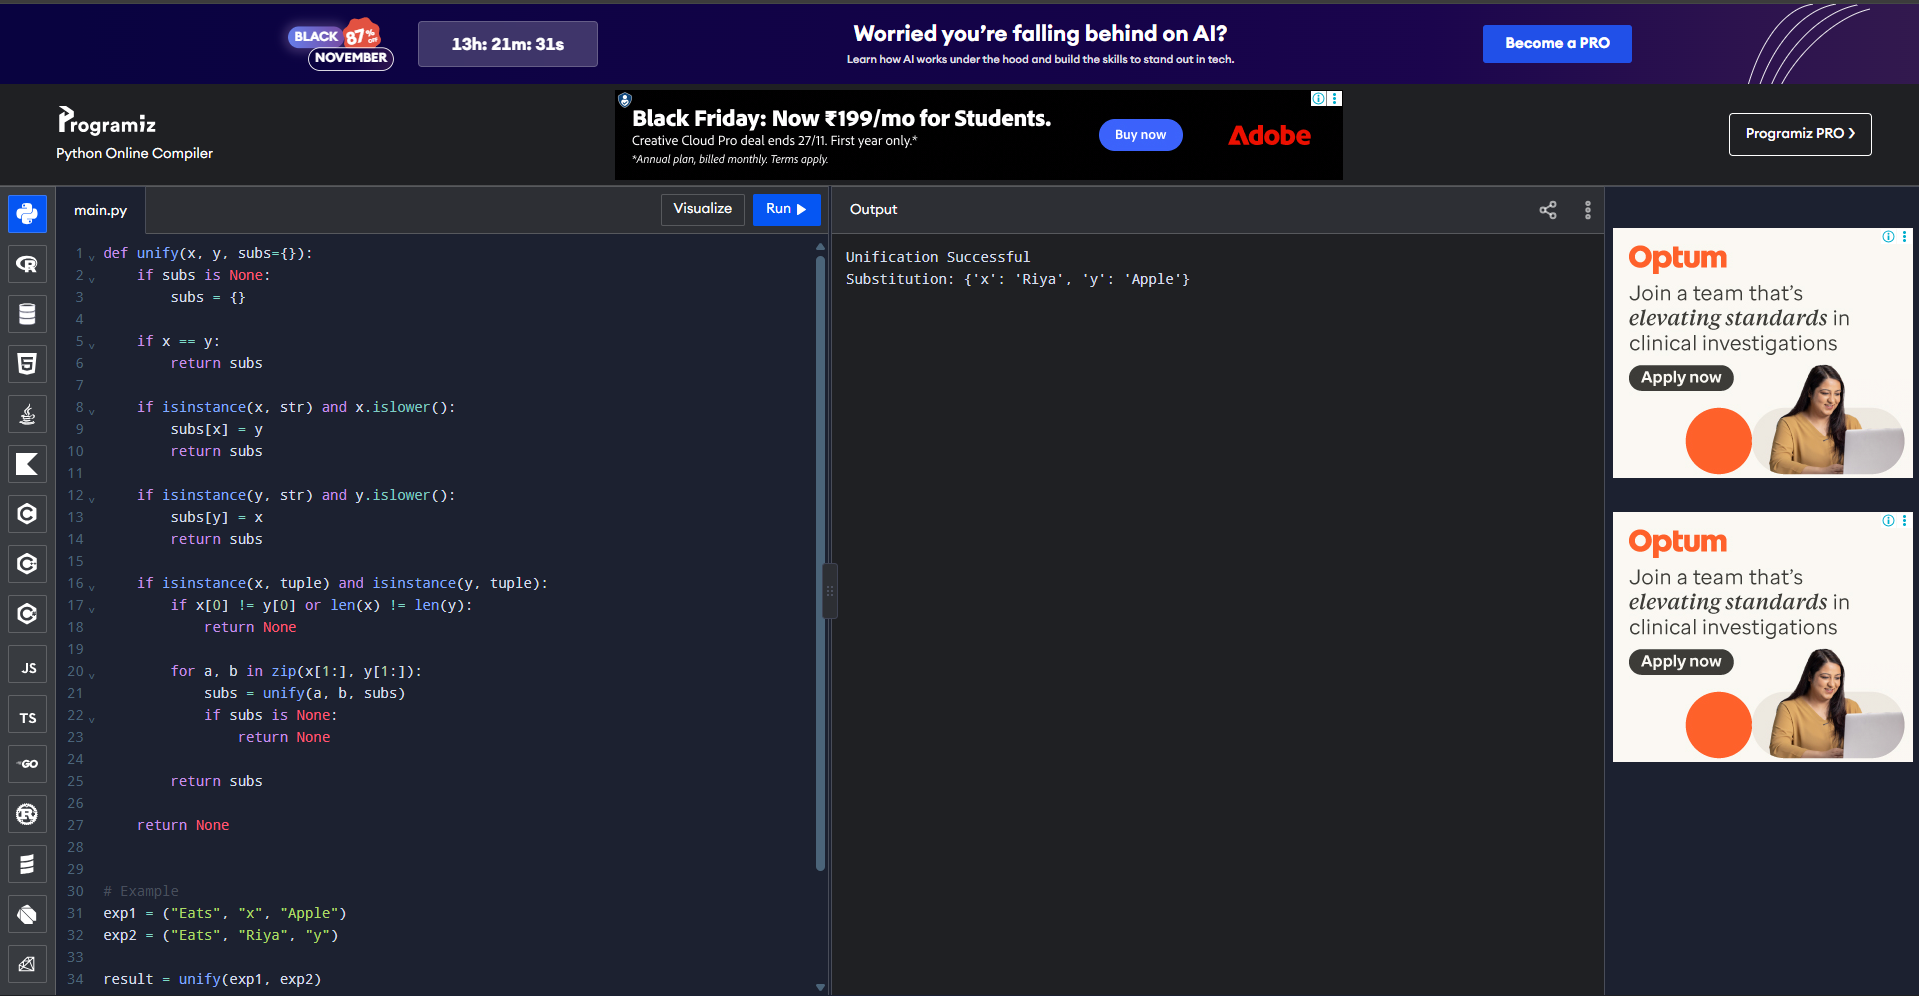 BLACK 87% OFF
NOVEMBER
13h: 21m: 31s
Worried you're falling behind on AI?
Learn how AI works under the hood and build the skills to stand out in tech.
Become a PRO
Programiz
Python Online Compiler
Black Friday: Now ₹199/mo for Students.
Creative Cloud Pro deal ends 27/11. First year only.*
*Annual plan, billed monthly. Terms apply.
Buy now
Adobe
Programiz PRO >
main.py
Visualize
Run
Output
1 def unify(x, y, subs={}):
2     if subs is None:
3         subs = {}
4
5     if x == y:
6         return subs
7
8     if isinstance(x, str) and x.islower():
9         subs[x] = y
10         return subs
11
12     if isinstance(y, str) and y.islower():
13         subs[y] = x
14         return subs
15
16     if isinstance(x, tuple) and isinstance(y, tuple):
17         if x[0] != y[0] or len(x) != len(y):
18             return None
19
20         for a, b in zip(x[1:], y[1:]):
21             subs = unify(a, b, subs)
22             if subs is None:
23                 return None
24
25         return subs
26
27     return None
28
29
30 # Example
31 exp1 = ("Eats", "x", "Apple")
32 exp2 = ("Eats", "Riya", "y")
33
34 result = unify(exp1, exp2)
Unification Successful
Substitution: {'x': 'Riya', 'y': 'Apple'}
JS
TS
GO
Optum
Join a team that's
elevating standards in
clinical investigations
Apply now
Optum
Join a team that's
elevating standards in
clinical investigations
Apply now